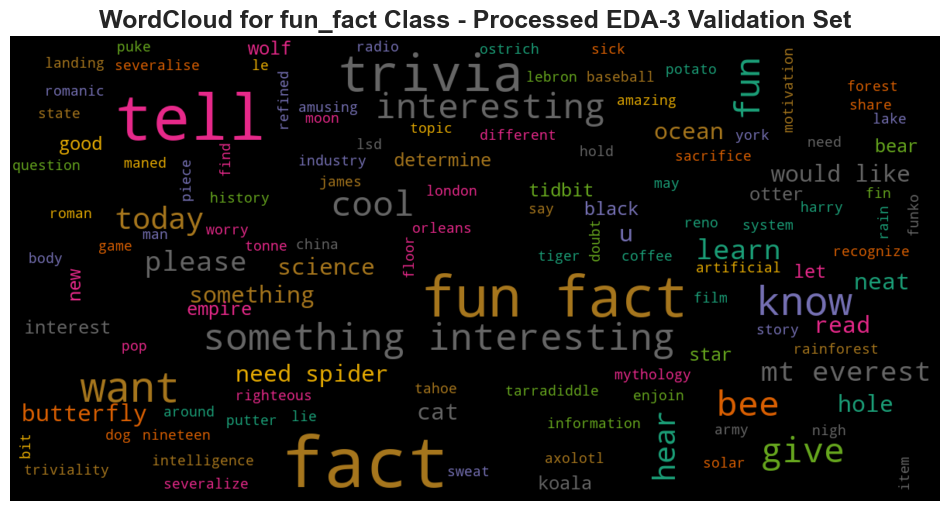 WordCloud for fun_fact Class - Processed EDA-3 Validation Set
puke
wolf
radio
ostrich
sick
landing
severalise
le
trivia
lebron
baseball
potato
fun
motivation
forest
romanic
refined
amusing
interesting
amazing
share
state
tell
moon
topic
different
ocean
york
need
lake
good
lsd
hold
sacrifice
bear
question
maned
piece
find
industry
determine
would like
james
cool
london
tidbit
may
otter
fin
history
roman
today
say
black
harry
rain
funko
man
worry
orleans
doubt
u
reno
system
game
tonne
china
floor
tiger
coffee
learn
recognize
body
please
science
artificial
let
neat
new
something
fun fact
film
know
empire
story
read
interest
something interesting
pop
star
rainforest
want
need spider
tahoe
tarradiddle
mythology
mt everest
righteous
enjoin
bee
hole
butterfly
around
putter
lie
cat
information
hear
army
nigh
bit
dog
nineteen
fact
give
triviality
intelligence
sweat
axolotl
solar
item
severalize
koala